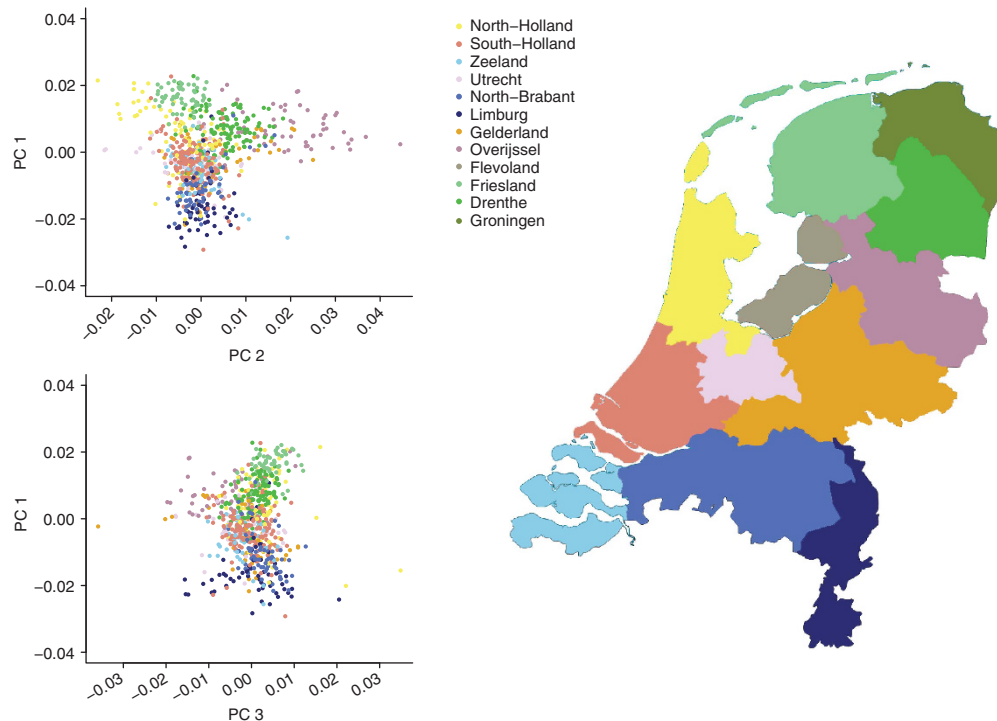 0.04
0.02
0.00
−0.02
−0.04
PC 1
−0.02
−0.01
0.00
0.01
0.02
0.03
0.04
PC 2
North−Holland
South−Holland
Zeeland
Utrecht
North−Brabant
Limburg
Gelderland
Overijssel
Flevoland
Friesland
Drenthe
Groningen
0.04
0.02
0.00
−0.02
−0.04
PC 1
−0.03
−0.02
−0.01
0.00
0.01
0.02
0.03
PC 3